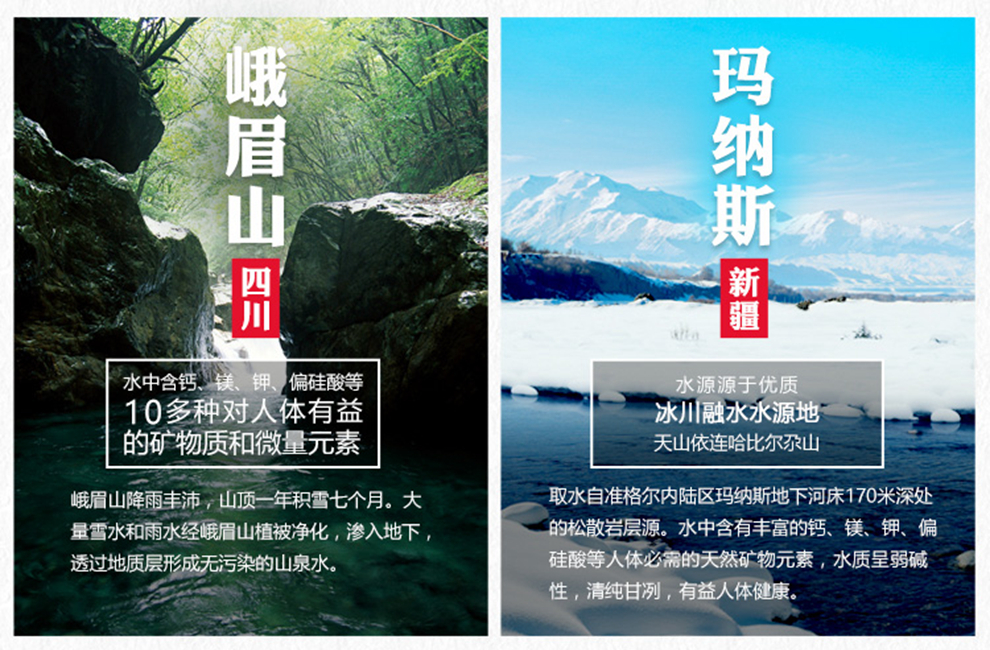 峨眉山
四川
水中含钙、镁、钾、偏硅酸等
10多种对人体有益
的矿物质和微量元素
峨眉山降雨丰沛，山顶一年积雪七个月。大
量雪水和雨水经峨眉山植被净化，渗入地下，
透过地质层形成无污染的山泉水。
玛纳斯
新疆
水源源于优质
冰川融水水源地
天山依连哈比尔尕山
取水自准格尔内陆区玛纳斯地下河床170米深处
的松散岩层源。水中含有丰富的钙、镁、钾、偏
硅酸等人体必需的天然矿物元素，水质呈弱碱
性，清纯甘冽，有益人体健康。